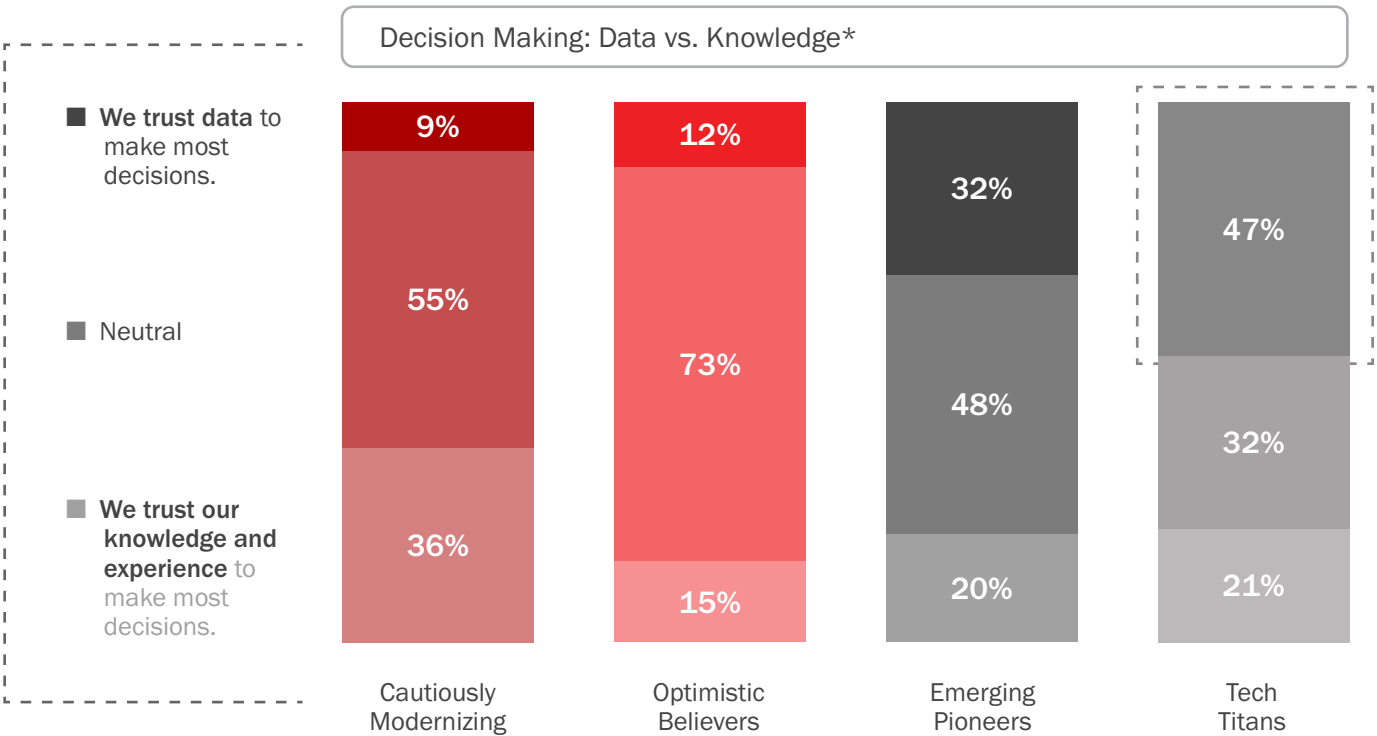 Decision Making: Data vs. Knowledge*
We trust data to
make most
decisions.
Neutral
We trust our
knowledge and
experience to
make most
decisions.
9%
55%
36%
12%
73%
15%
32%
48%
20%
47%
32%
21%
Cautiously
Modernizing
Optimistic
Believers
Emerging
Pioneers
Tech
Titans